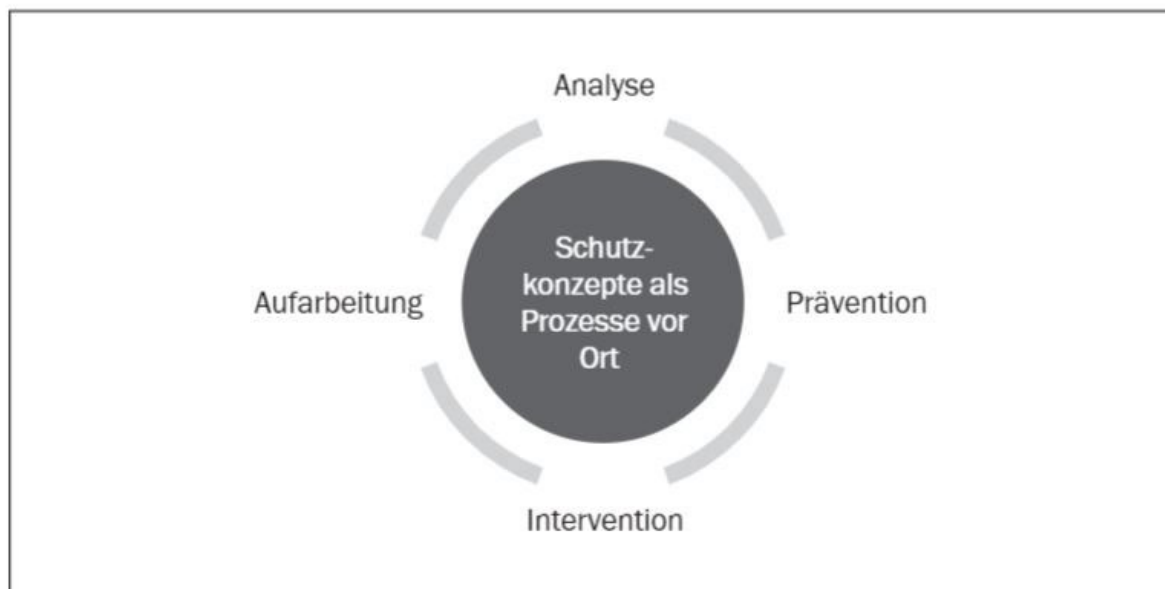 Analyse
Schutz-
konzepte als
Prozesse vor
Ort
Aufarbeitung
Prävention
Intervention